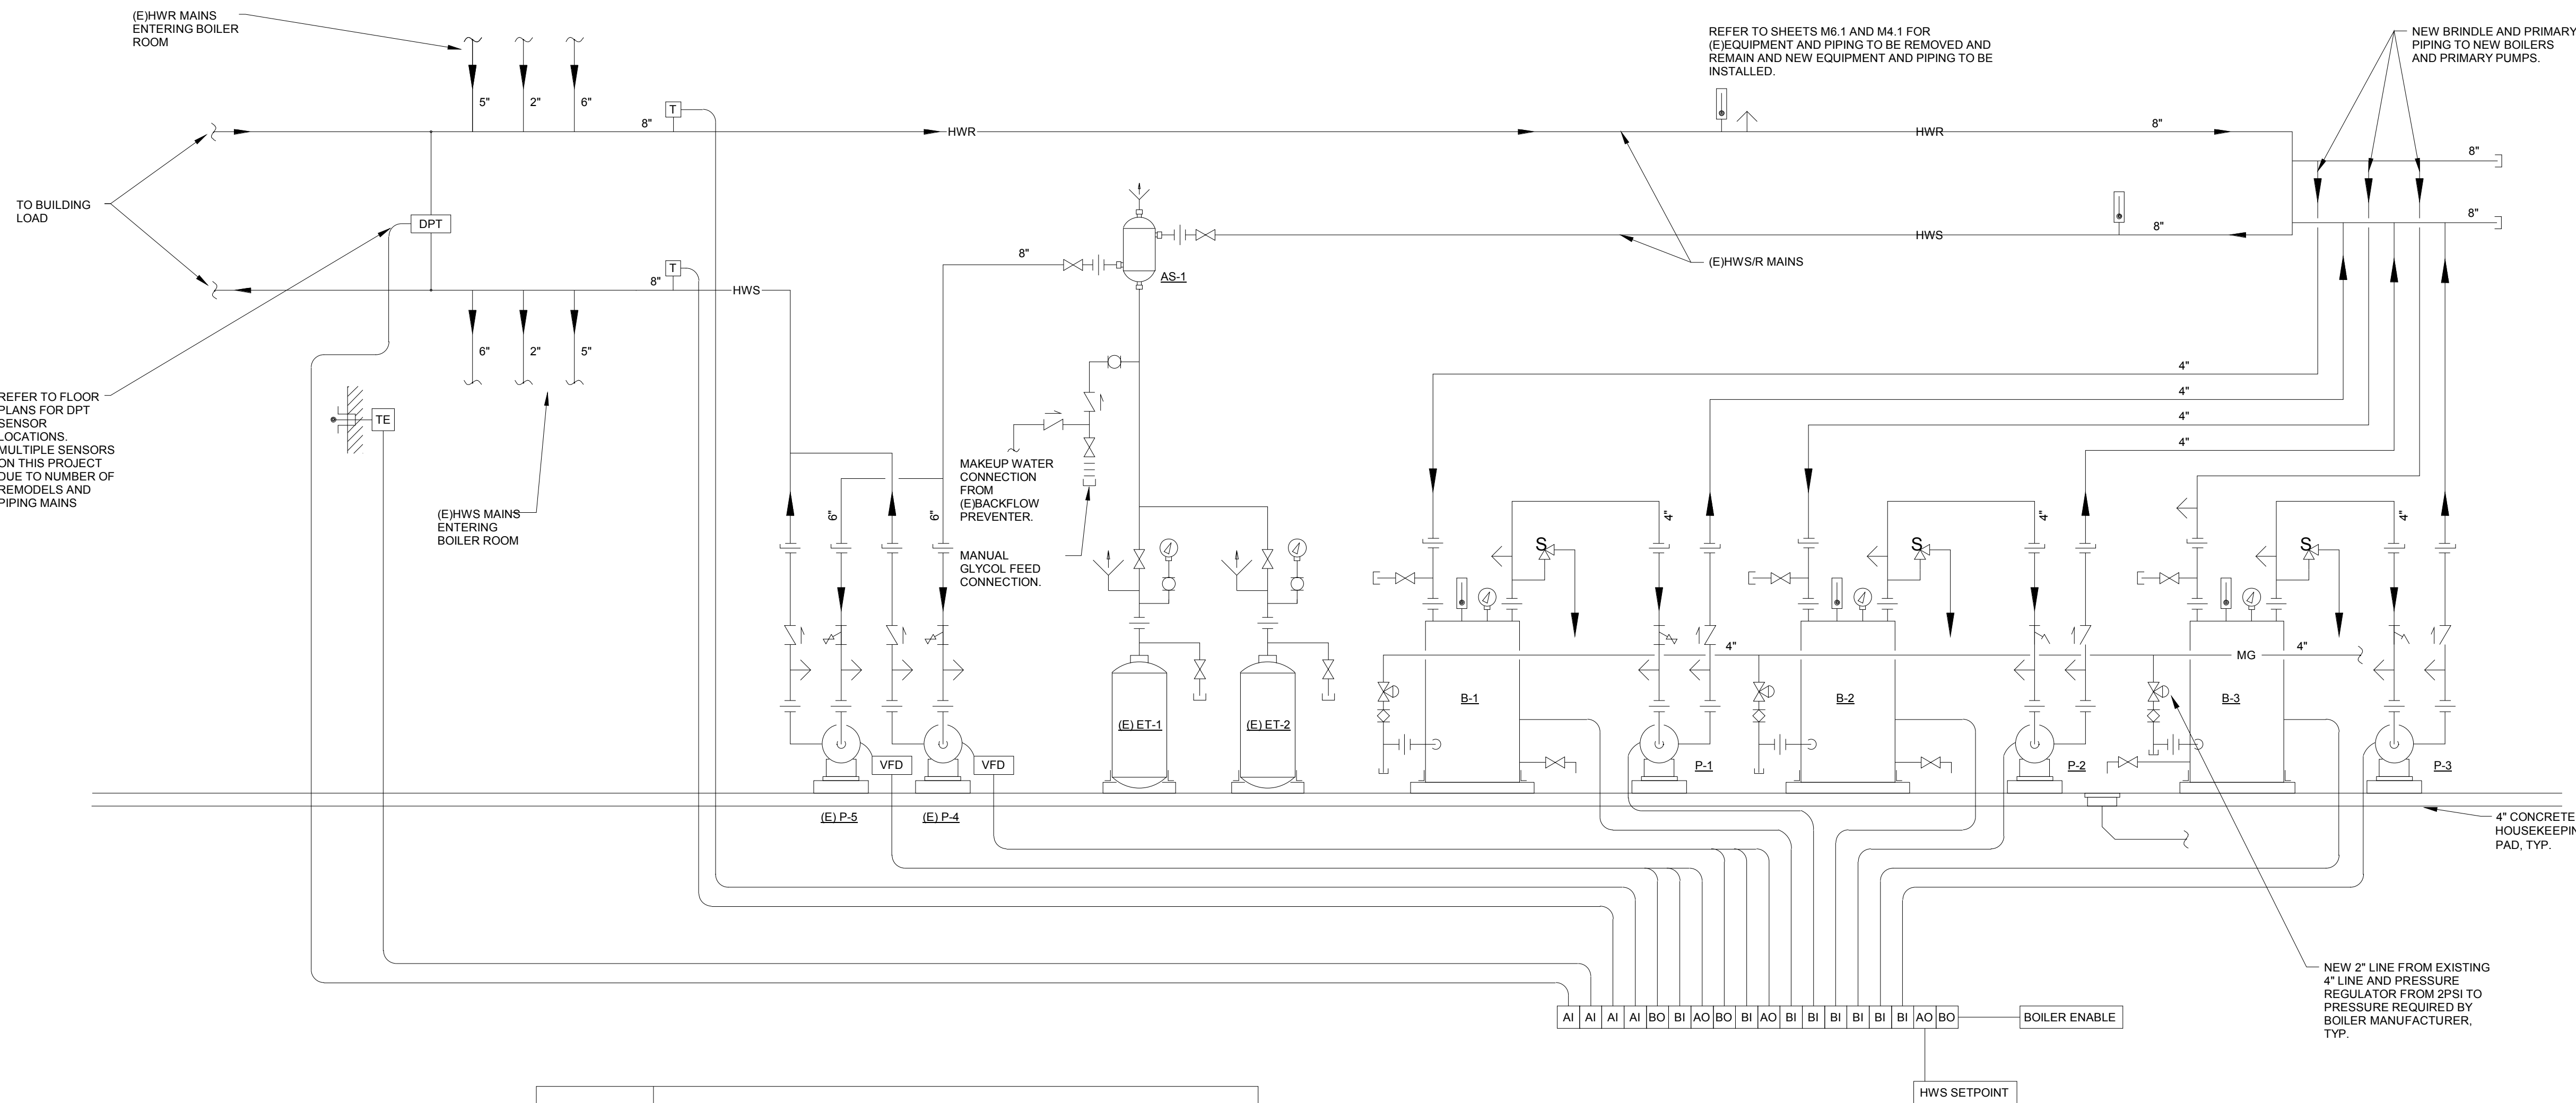 (E)HWR MAINS
ENTERING BOILER
ROOM
REFER TO SHEETS M6.1 AND M4.1 FOR
(E)EQUIPMENT AND PIPING TO BE REMOVED AND
REMAIN AND NEW EQUIPMENT AND PIPING TO BE
INSTALLED.
NEW BRINDLE AND PRIMARY
PIPING TO NEW BOILERS
AND PRIMARY PUMPS.
5" 2" 6"
8" T HWR HWR 8"
8"
TO BUILDING
LOAD
DPT
8"
8" HWS 8"
AS-1
(E)HWS/R MAINS
8" T HWS
6" 2" 5"
4"
4"
4"
4"
REFER TO FLOOR
PLANS FOR DPT
SENSOR
LOCATIONS.
MULTIPLE SENSORS
ON THIS PROJECT
DUE TO NUMBER OF
REMODELS AND
PIPING MAINS
TE
(E)HWS MAINS
ENTERING
BOILER ROOM
MAKEUP WATER
CONNECTION
FROM
(E)BACKFLOW
PREVENTER.
MANUAL
GLYCOL FEED
CONNECTION.
6" 6" 4" 4" 4"
S S S
4" MG 4"
(E) ET-1 (E) ET-2 B-1 B-2 B-3
VFD VFD P-1 P-2 P-3
(E) P-5 (E) P-4
4" CONCRETE
HOUSEKEEPIN
PAD, TYP.
NEW 2" LINE FROM EXISTING
4" LINE AND PRESSURE
REGULATOR FROM 2PSI TO
PRESSURE REQUIRED BY
BOILER MANUFACTURER,
TYP.
AI AI AI AI BO BI AO BO BI AO BI BI BI BI BI BI AO BO BOILER ENABLE
HWS SETPOINT